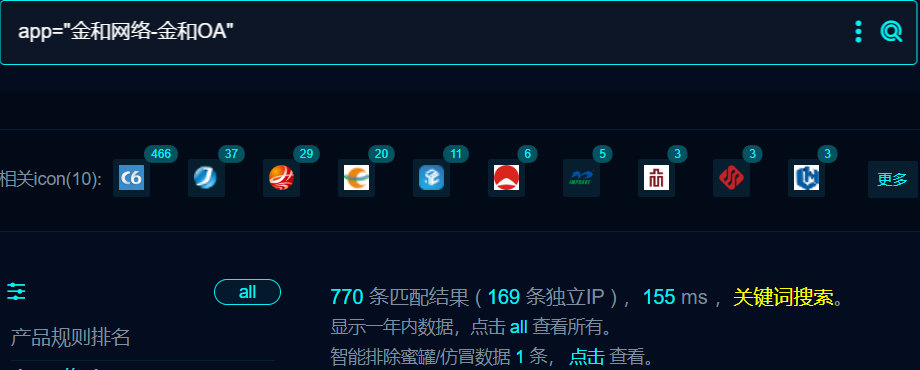 app="金和网络-金和OA"
466 37 29 20 11 6 5 3 3 3
相关icon(10): C6 更多
all
770 条匹配结果 ( 169 条独立IP ) ，155 ms ，关键词搜索。
显示一年内数据，点击 all 查看所有。
产品规则排名
智能排除蜜罐/仿冒数据 1 条， 点击 查看。